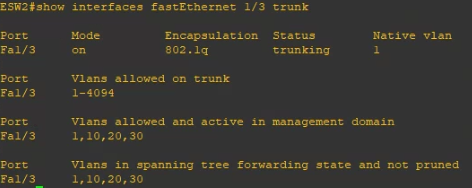 ESW2#show interfaces fastEthernet 1/3 trunk
Port Mode Encapsulation Status Native vlan
Fa1/3 on 802.1q trunking 1
Port Vlans allowed on trunk
Fa1/3 1-4094
Port Vlans allowed and active in management domain
Fa1/3 1,10,20,30
Port Vlans in spanning tree forwarding state and not pruned
Fa1/3 1,10,20,30